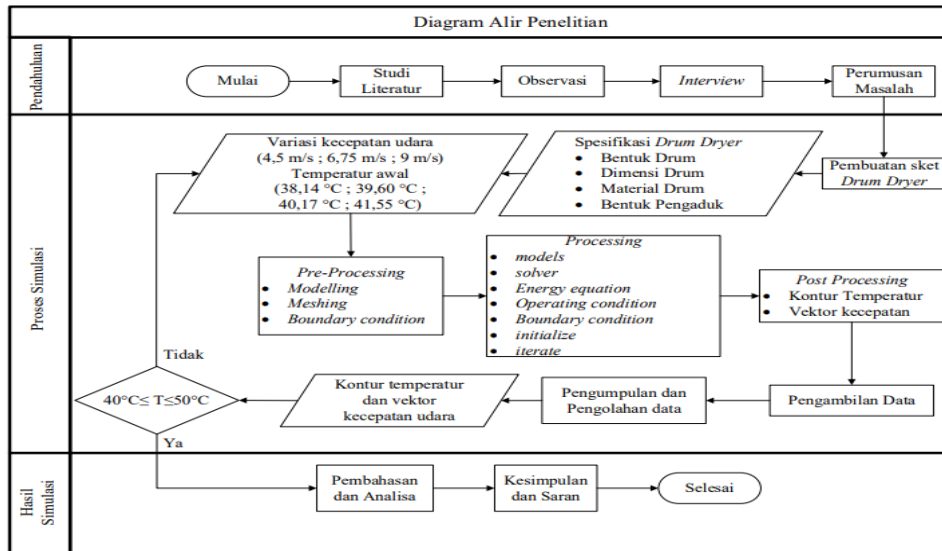 Diagram Alir Penelitian
Pendahuluan
Mulai
Studi
Literatur
Observasi
Interview
Perumusan
Masalah
Proses Simulasi
Variasi kecepatan udara
(4,5 m/s ; 6,75 m/s ; 9 m/s)
Temperatur awal
(38,14 °C ; 39,60 °C ;
40,17 °C ; 41,55 °C)
Spesifikasi Drum Dryer
• Bentuk Drum
• Dimensi Drum
• Material Drum
• Bentuk Pengaduk
Pembuatan sket
Drum Dryer
Pre-Processing
• Modelling
• Meshing
• Boundary condition
Processing
• models
• solver
• Energy equation
• Operating condition
• Boundary condition
• initialize
• iterate
Post Processing
• Kontur Temperatur
• Vektor kecepatan
Tidak
40°C≤ T≤50°C
Ya
Kontur temperatur
dan vektor
kecepatan udara
Pengumpulan dan
Pengolahan data
Pengambilan Data
Hasil
Simulasi
Pembahasan
dan Analisa
Kesimpulan
dan Saran
Selesai